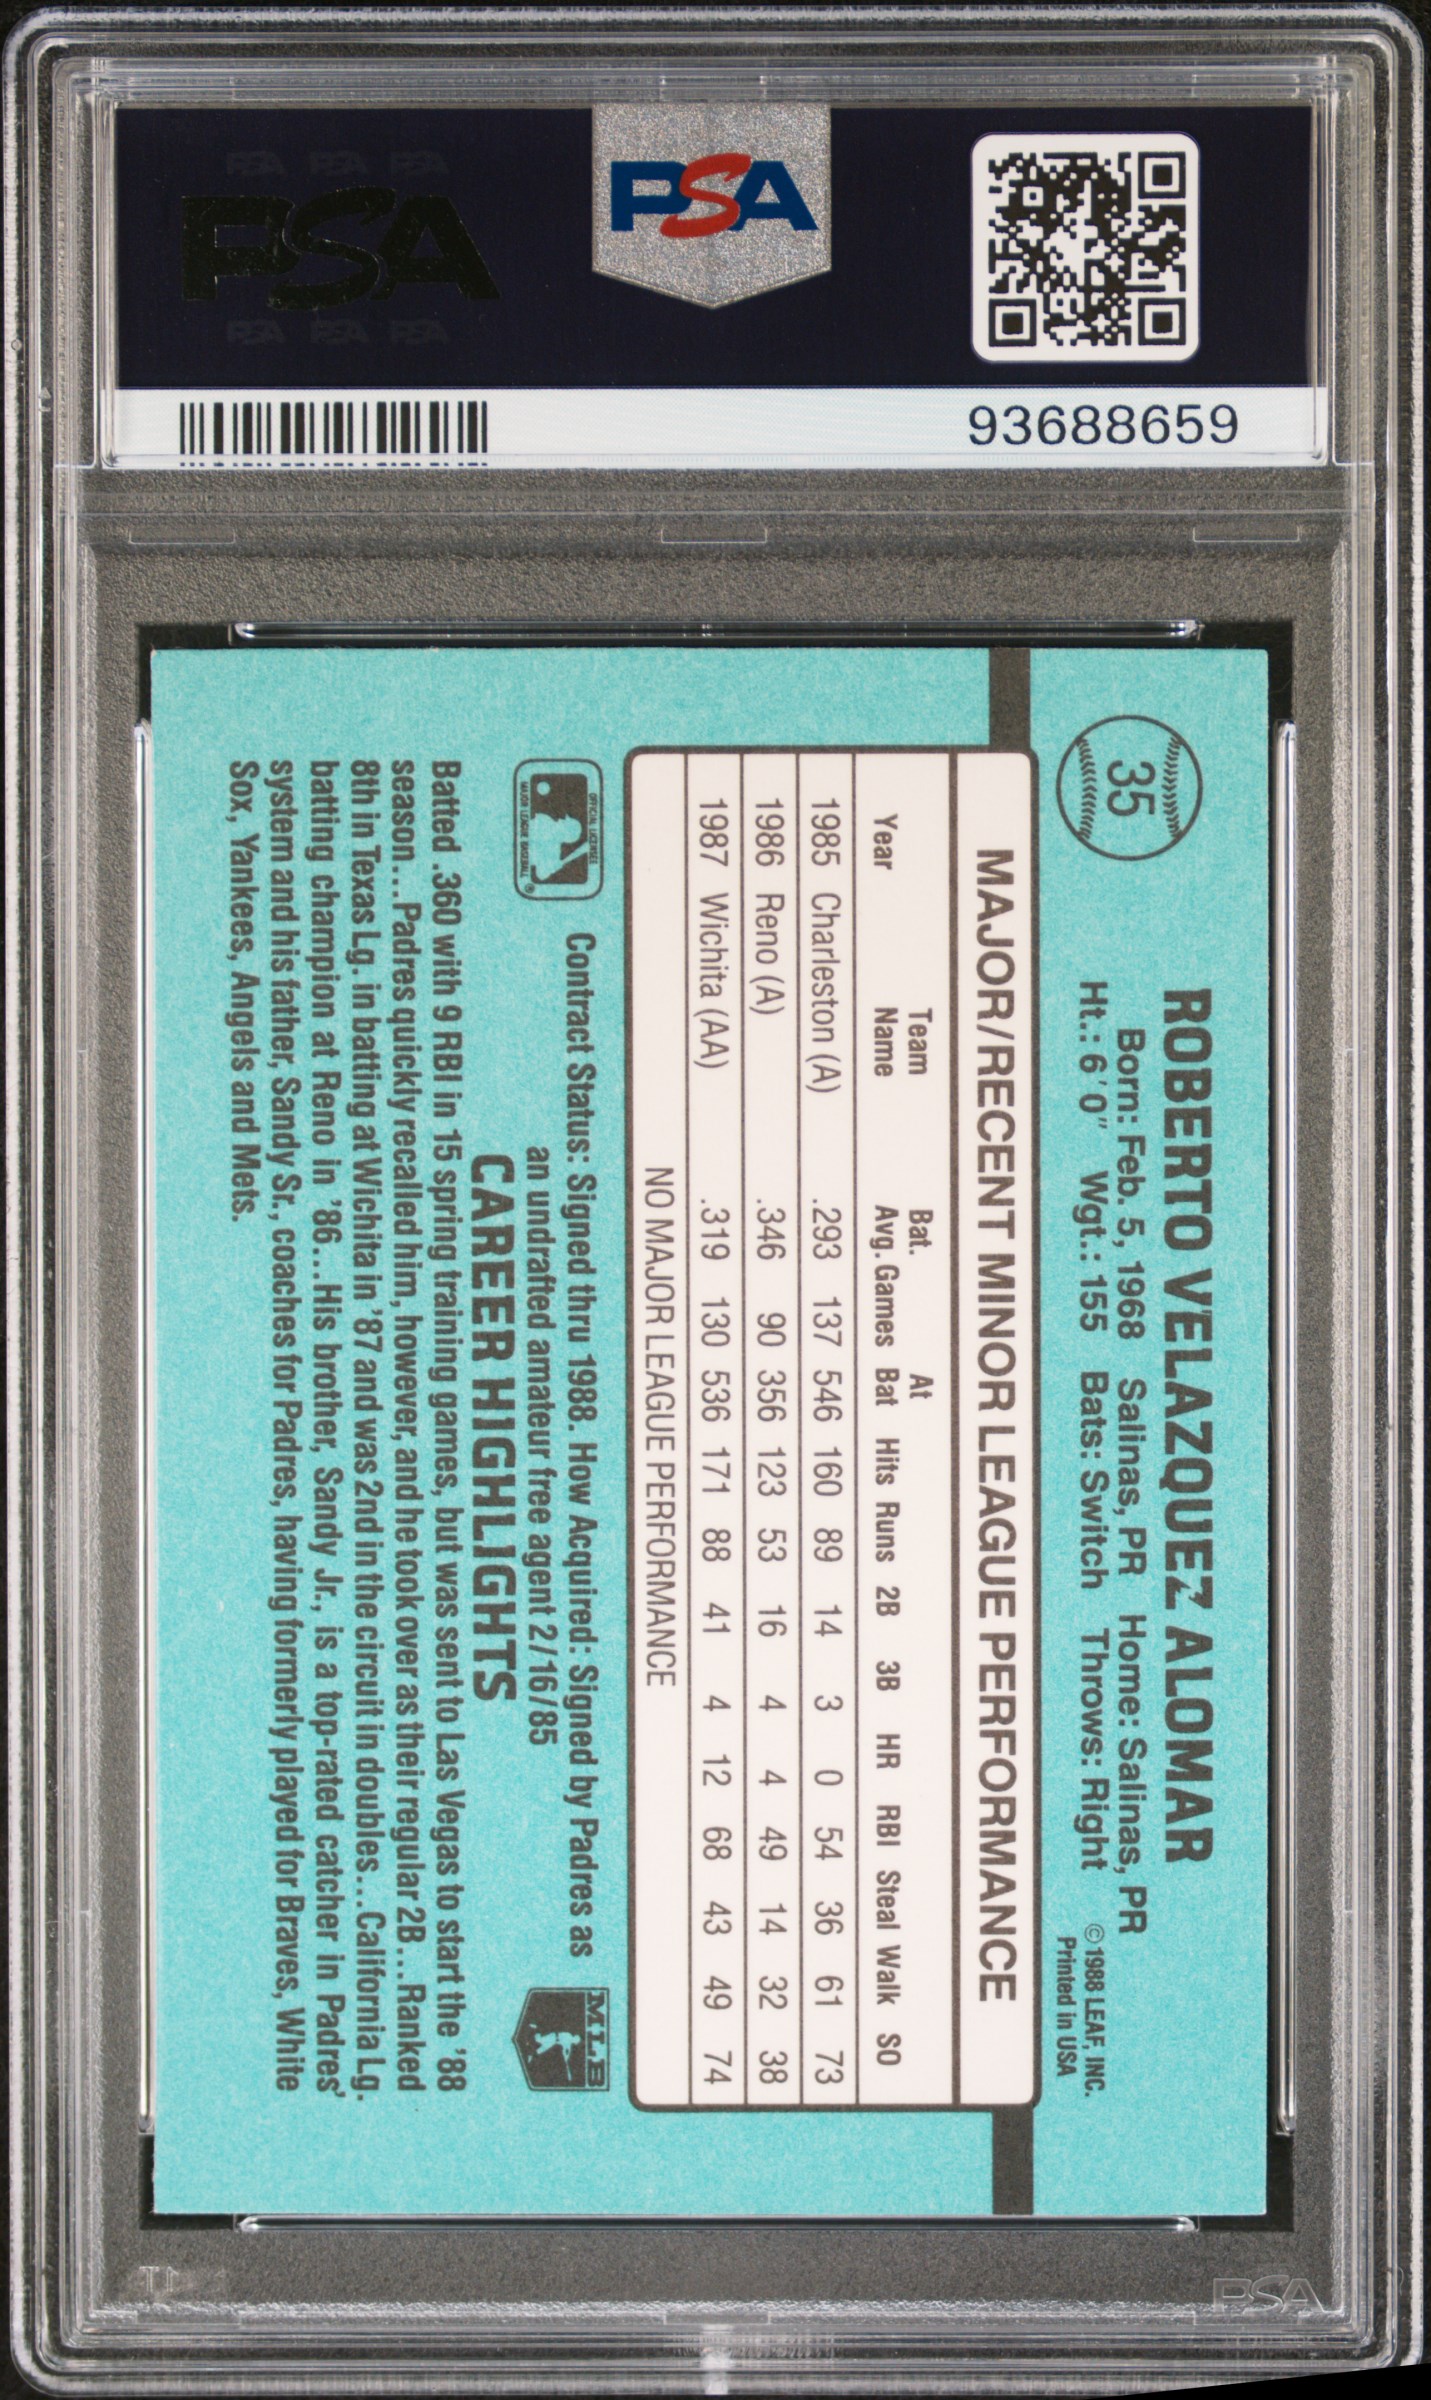 PSA PSA PSA
PSA
PSA PSA PSA
PSA
93688659
35
ROBERTO VELAZQUEZ ALOMAR
Born: Feb. 5, 1968 Salinas, PR Home: Salinas, PR
Ht.: 6'0" Wgt.: 155 Bats: Switch Throws: Right
© 1988 LEAF, INC.
Printed in USA
MAJOR/RECENT MINOR LEAGUE PERFORMANCE
Year Team Name Bat. Avg. Games At Bat Hits Runs 2B 3B HR RBI Steal Walk SO
1985 Charleston (A) .293 137 546 160 89 14 3 0 54 36 61 73
1986 Reno (A) .346 90 356 123 53 16 4 4 49 14 32 38
1987 Wichita (AA) .319 130 536 171 88 41 4 12 68 43 49 74
NO MAJOR LEAGUE PERFORMANCE
OFFICIAL LICENSEE
MAJOR LEAGUE BASEBALL ®
Contract Status: Signed thru 1988. How Acquired: Signed by Padres as
an undrafted amateur free agent 2/16/85
MLB
CAREER HIGHLIGHTS
Batted .360 with 9 RBI in 15 spring training games, but was sent to Las Vegas to start the '88
season...Padres quickly recalled him, however, and he took over as their regular 2B...Ranked
8th in Texas Lg. in batting at Wichita in '87 and was 2nd in the circuit in doubles...California Lg.
batting champion at Reno in '86...His brother, Sandy Jr., is a top-rated catcher in Padres'
system and his father, Sandy Sr., coaches for Padres, having formerly played for Braves, White
Sox, Yankees, Angels and Mets.
PSA